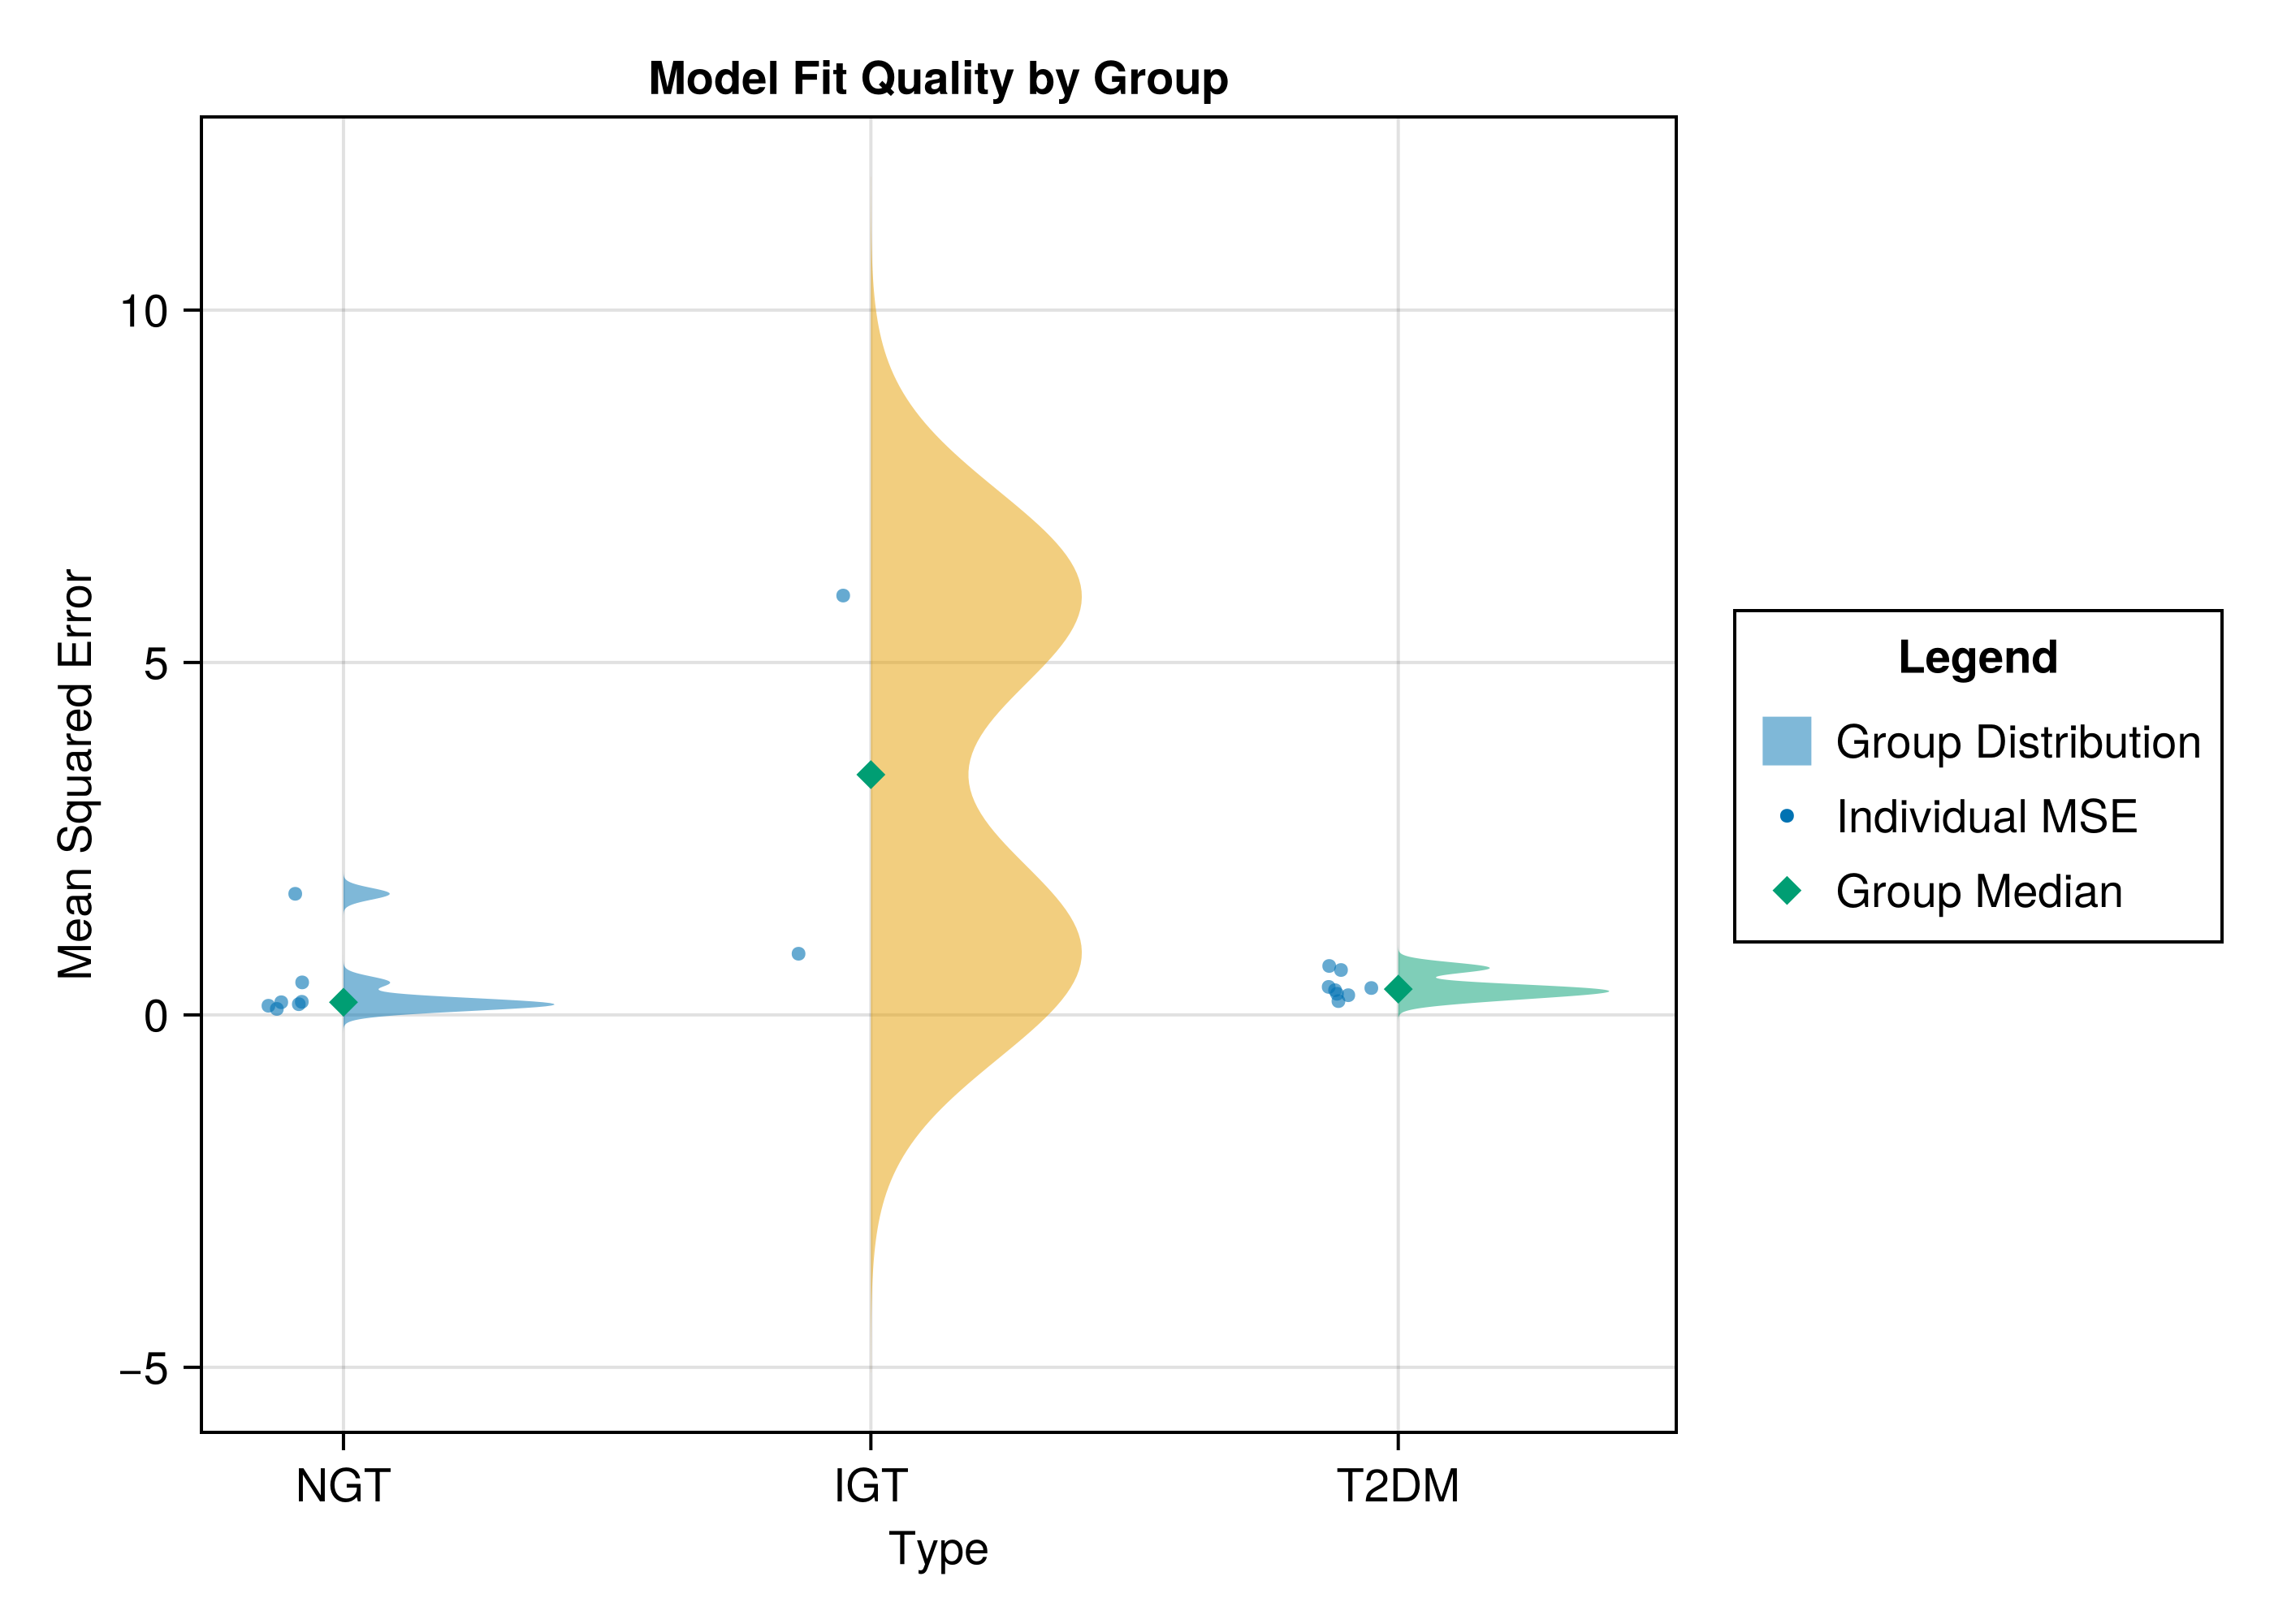 Model Fit Quality by Group
Mean Squared Error
10
5
0
−5
NGT
IGT
T2DM
Type
Legend
Group Distribution
Individual MSE
Group Median